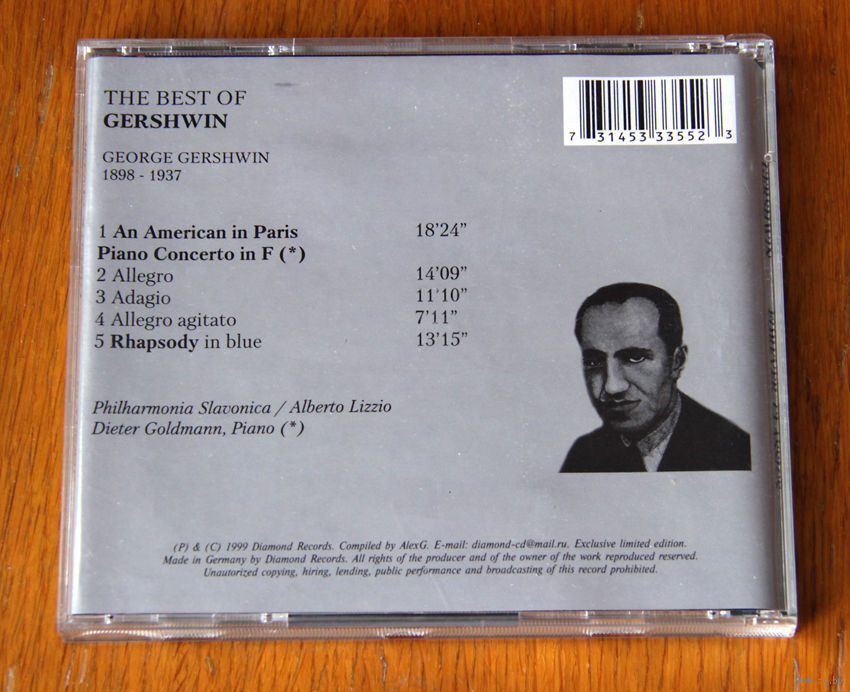 THE BEST OF
GERSHWIN
7 31453 33552 3
GEORGE GERSHWIN
1898 - 1937
1 An American in Paris 18'24"
Piano Concerto in F (*)
2 Allegro 14'09"
3 Adagio 11'10"
4 Allegro agitato 7'11"
5 Rhapsody in blue 13'15"
Philharmonia Slavonica / Alberto Lizzio
Dieter Goldmann, Piano (*)
(P) & (C) 1999 Diamond Records. Compiled by AlexG. E-mail: diamond-cd@mail.ru. Exclusive limited edition.
Made in Germany by Diamond Records. All rights of the producer and of the owner of the work reproduced reserved.
Unautorized copying, hiring, lending, public performance and broadcasting of this record prohibited.